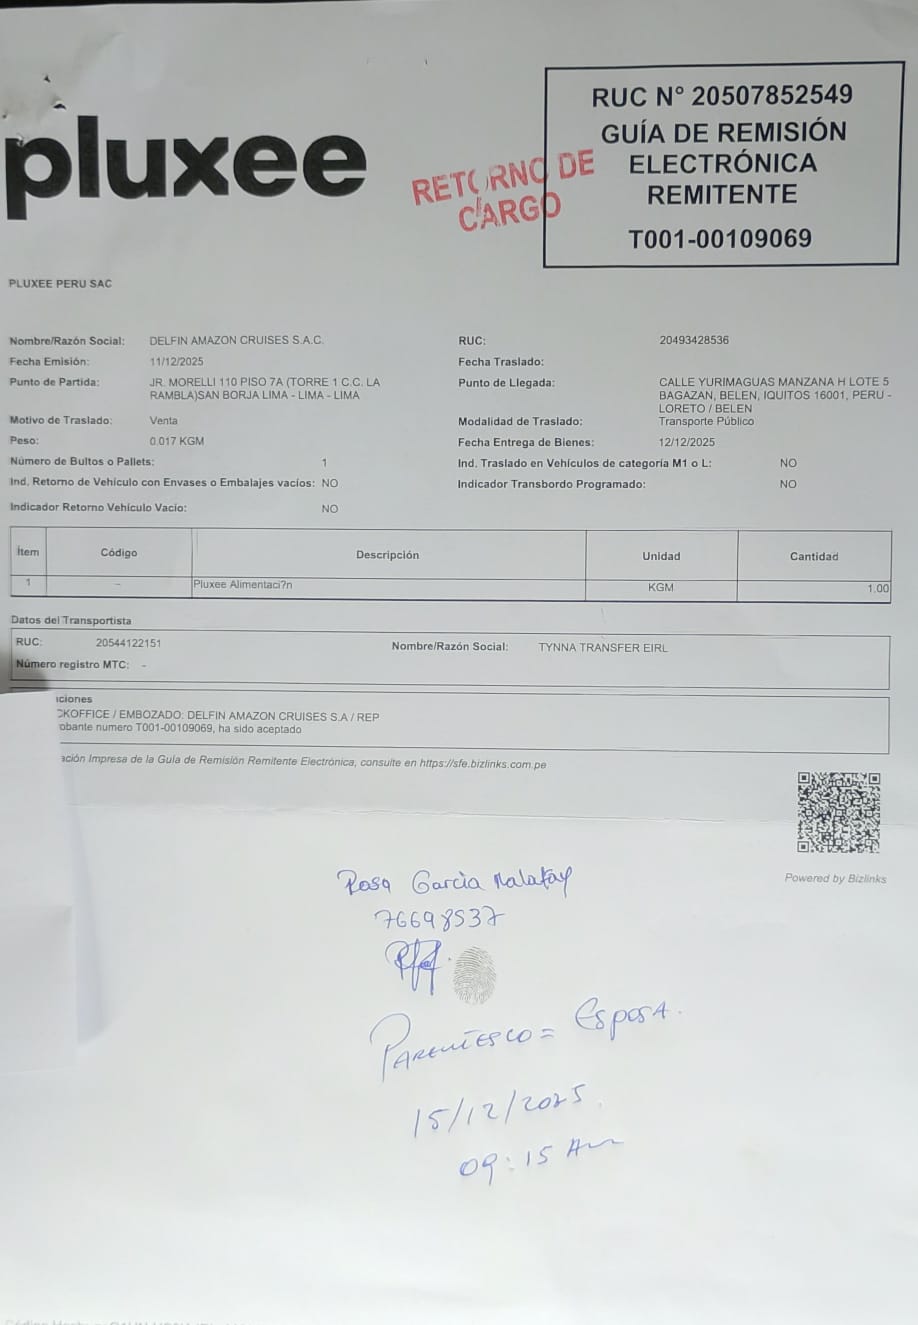 pluxee
RETORNO DE
CARGO
RUC N° 20507852549
GUÍA DE REMISIÓN
ELECTRÓNICA
REMITENTE
T001-00109069
PLUXEE PERU SAC
Nombre/Razón Social: DELFIN AMAZON CRUISES S.A.C. RUC: 20493428536
Fecha Emisión: 11/12/2025 Fecha Traslado:
Punto de Partida: JR. MORELLI 110 PISO 7A (TORRE 1 C.C. LA Punto de Llegada: CALLE YURIMAGUAS MANZANA H LOTE 5
RAMBLA)SAN BORJA LIMA - LIMA - LIMA BAGAZAN, BELEN, IQUITOS 16001, PERU -
LORETO / BELEN
Motivo de Traslado: Venta Modalidad de Traslado: Transporte Público
Peso: 0.017 KGM Fecha Entrega de Bienes: 12/12/2025
Número de Bultos o Pallets: 1 Ind. Traslado en Vehículos de categoría M1 o L: NO
Ind. Retorno de Vehículo con Envases o Embalajes vacíos: NO Indicador Transbordo Programado: NO
Indicador Retorno Vehículo Vacío: NO
Ítem Código Descripción Unidad Cantidad
1 -- Pluxee Alimentaci?n KGM 1.00
Datos del Transportista
RUC: 20544122151 Nombre/Razón Social: TYNNA TRANSFER EIRL
Número registro MTC: -
ciones
CKOFFICE / EMBOZADO: DELFIN AMAZON CRUISES S.A / REP
obante numero T001-00109069, ha sido aceptado
ación Impresa de la Guía de Remisión Remitente Electrónica, consulte en https://sfe.bizlinks.com.pe
Powered by Bizlinks
Rosa Garcia
76698537
Parentesco = Esposa.
15/12/2025
09:15 Am